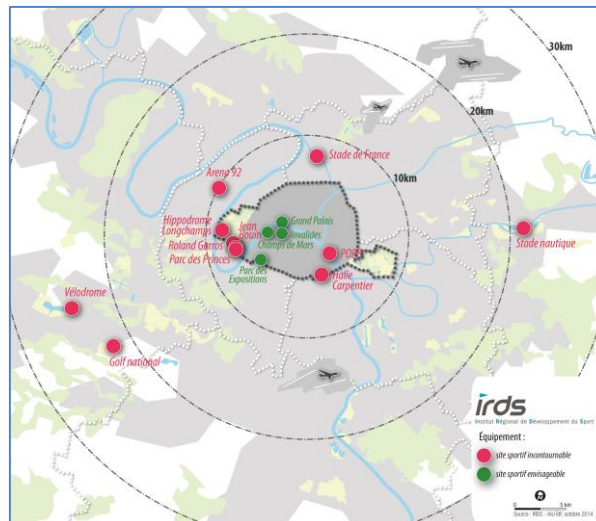 30km
20km
10km
Stade de France
Arena 92
Hippodrome
Longchamps
Jean
Bouin
Roland Garros
Parc des Princes
Grand Palais
Invalides
Champs de Mars
Parc des
Expositions
POPB
Halle
Carpentier
Stade nautique
Vélodrome
Golf national
irds
Institut Régional de Développement du Sport
Équipement :
site sportif incontournable
site sportif envisageable
0 5 km
Source : IRDS - IAU îdF, octobre 2014